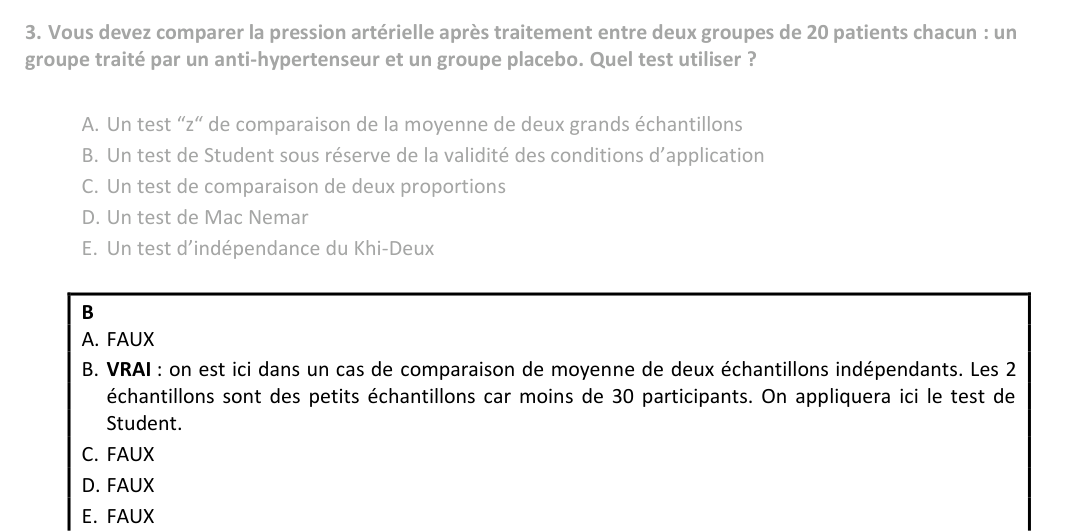 3. Vous devez comparer la pression artérielle après traitement entre deux groupes de 20 patients chacun : un
groupe traité par un anti-hypertenseur et un groupe placebo. Quel test utiliser ?
A. Un test “z“ de comparaison de la moyenne de deux grands échantillons
B. Un test de Student sous réserve de la validité des conditions d’application
C. Un test de comparaison de deux proportions
D. Un test de Mac Nemar
E. Un test d’indépendance du Khi-Deux
B
A. FAUX
B. VRAI : on est ici dans un cas de comparaison de moyenne de deux échantillons indépendants. Les 2
échantillons sont des petits échantillons car moins de 30 participants. On appliquera ici le test de
Student.
C. FAUX
D. FAUX
E. FAUX